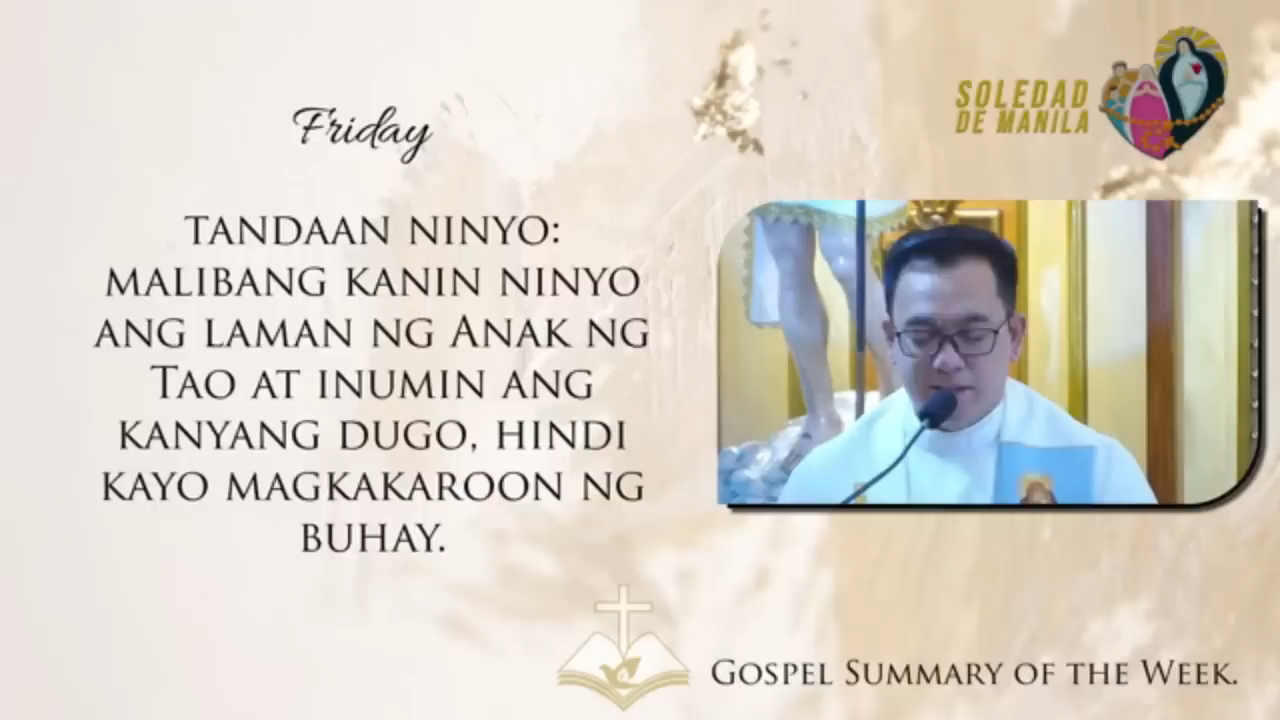 Friday
SOLEDAD
DE MANILA
TANDAAN NINYO:
MALIBANG KANIN NINYO
ANG LAMAN NG ANAK NG
TAO AT INUMIN ANG
KANYANG DUGO, HINDI
KAYO MAGKAKAROON NG
BUHAY.
GOSPEL SUMMARY OF THE WEEK.